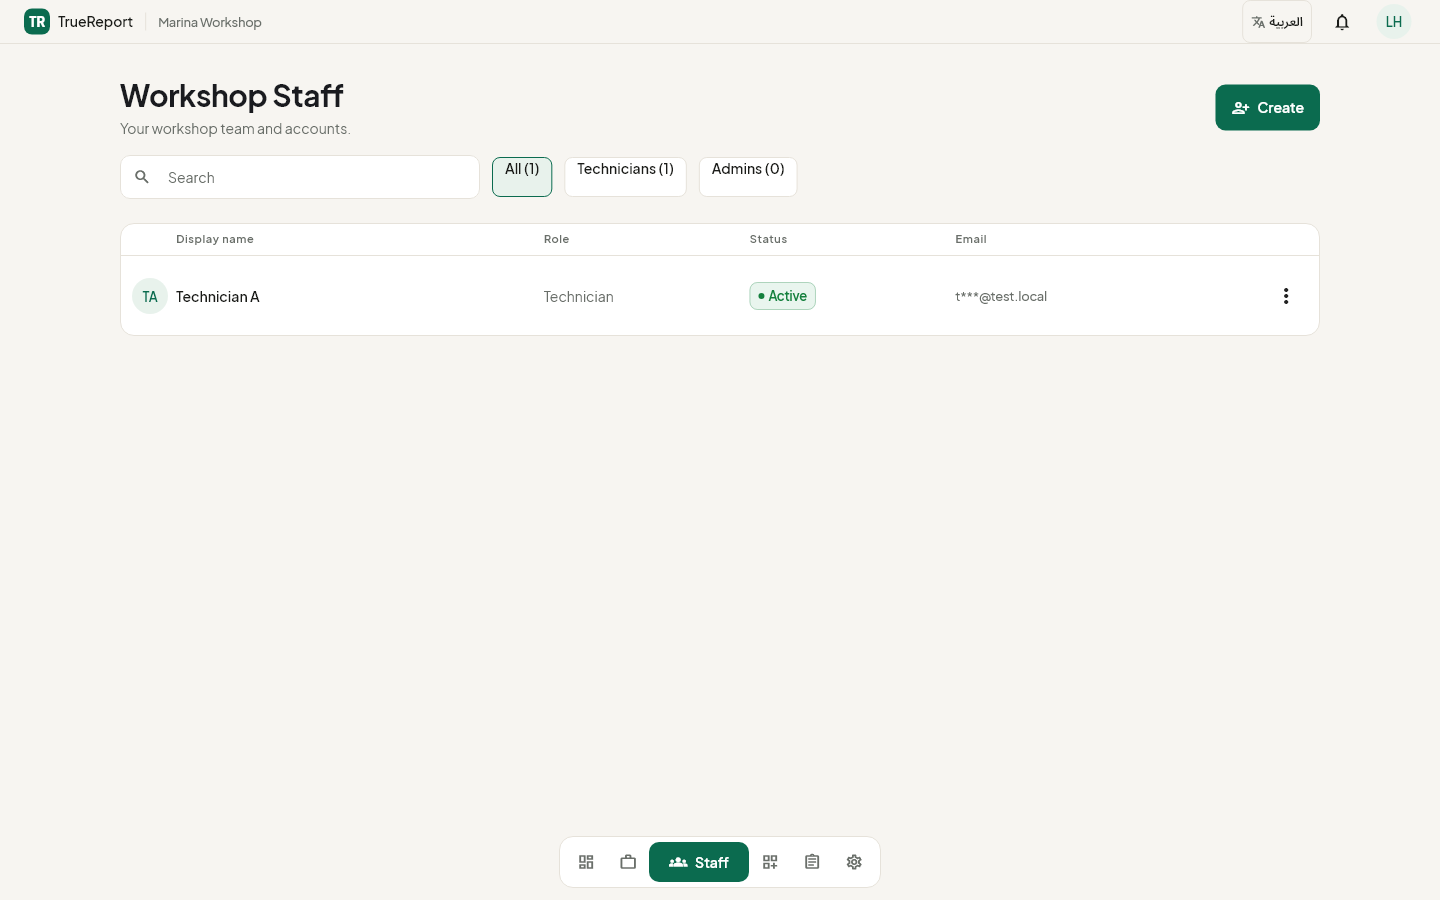 TR TrueReport Marina Workshop العربية LH
Workshop Staff
Create
Your workshop team and accounts.
Search All (1) Technicians (1) Admins (0)
Display name Role Status Email
TA Technician A Technician Active t***@test.local
Staff